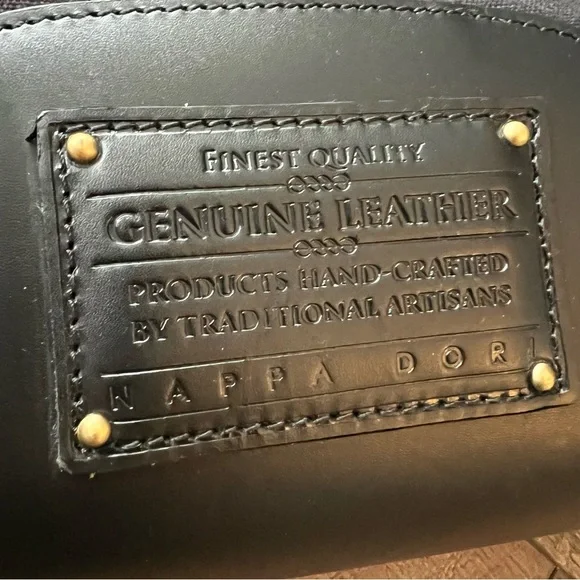 FINEST QUALITY
GENUINE LEATHER
PRODUCTS HAND-CRAFTED
BY TRADITIONAL ARTISANS
NAPPA DORI